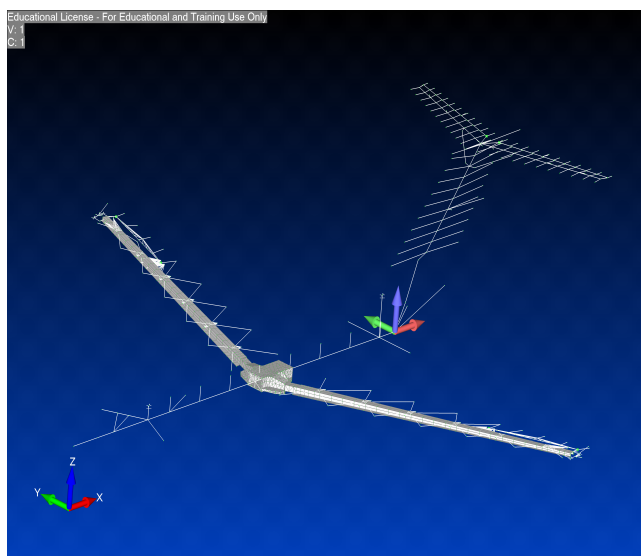 Educational License - For Educational and Training Use Only
V: 1
C: 1
Z
Y
X